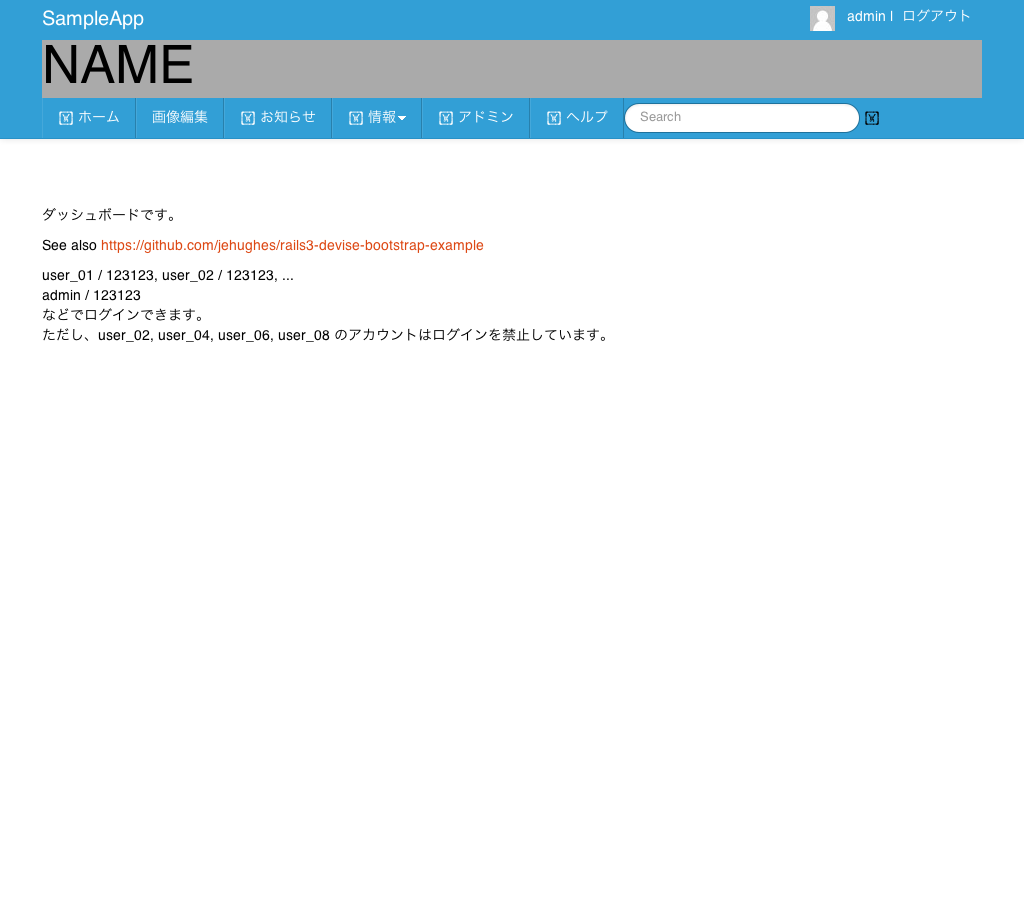 SampleApp
admin | ログアウト
NAME
ホーム 画像編集 お知らせ 情報 アドミン ヘルプ Search
ダッシュボードです。
See also https://github.com/jehughes/rails3-devise-bootstrap-example
user_01 / 123123, user_02 / 123123, ...
admin / 123123
などでログインできます。
ただし、user_02, user_04, user_06, user_08 のアカウントはログインを禁止しています。